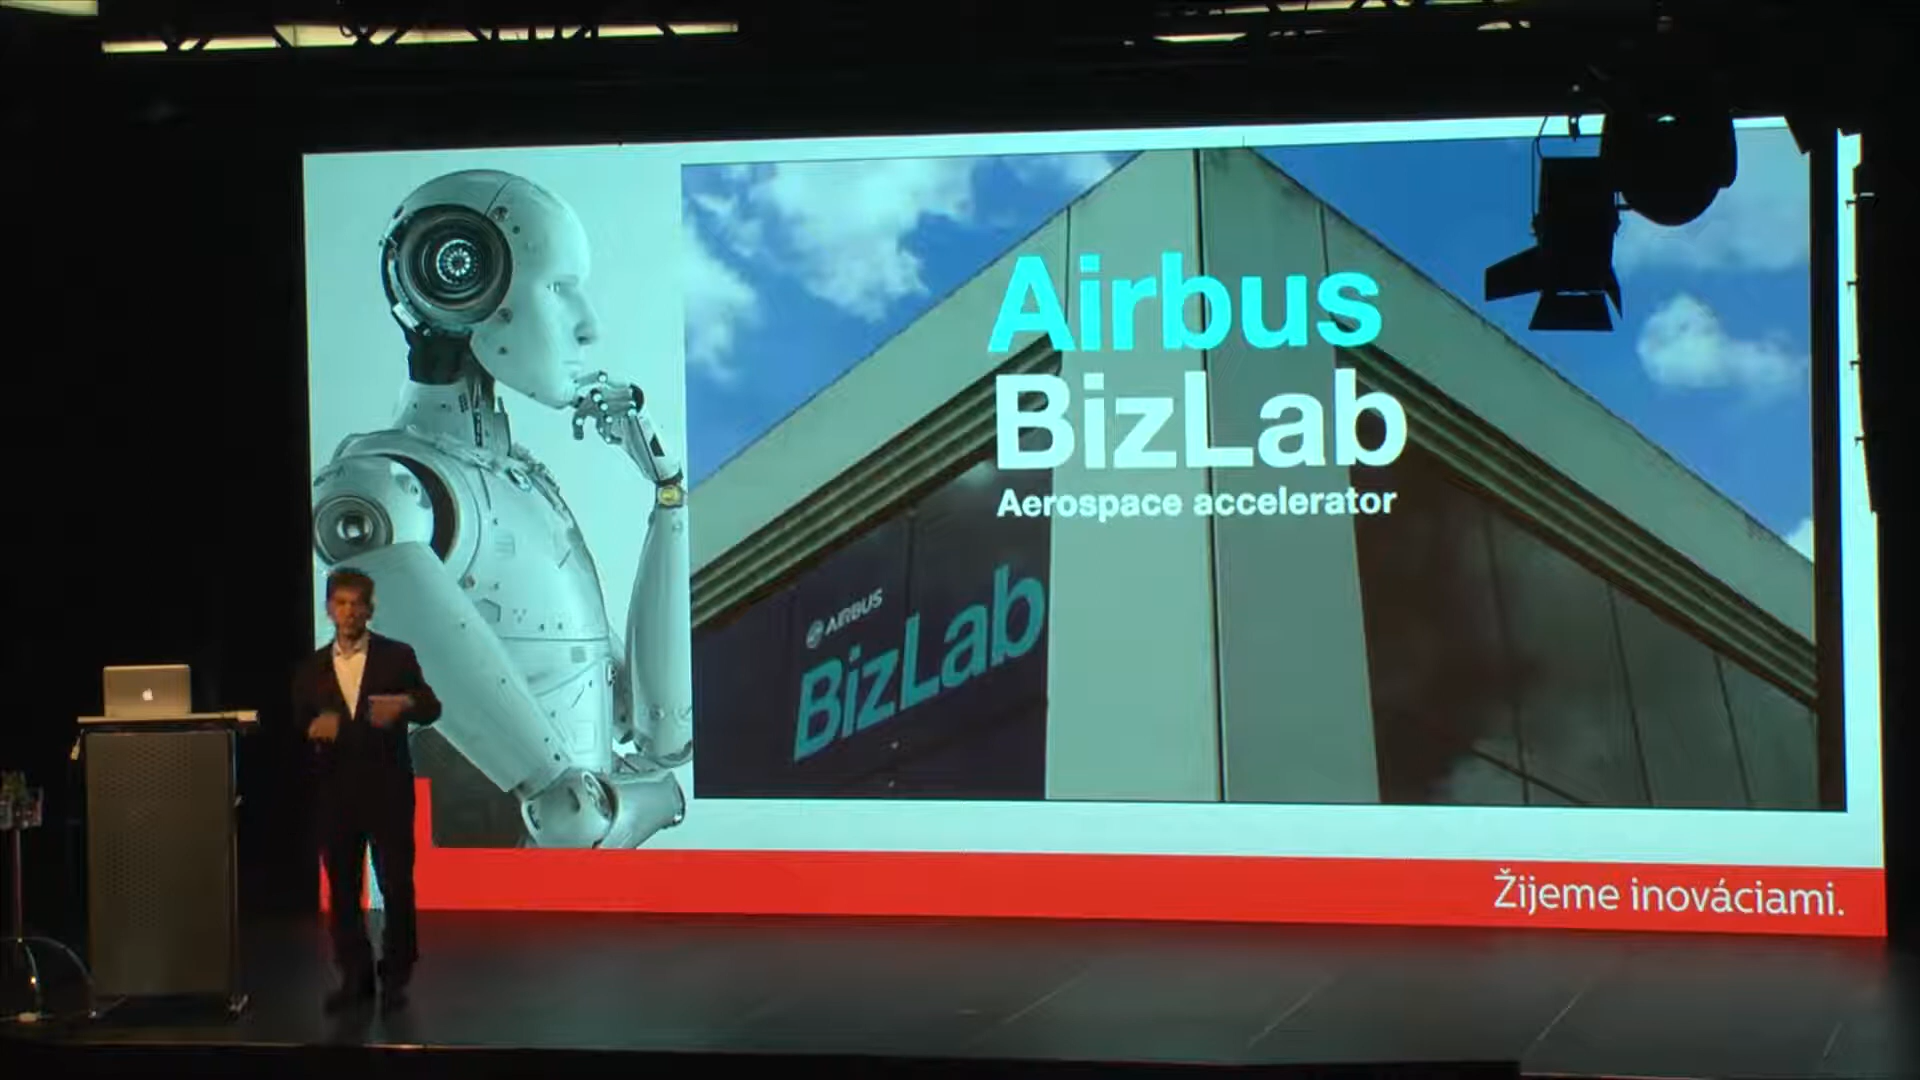 Airbus
BizLab
Aerospace accelerator
AIRBUS
BizLab
Žijeme inováciami.